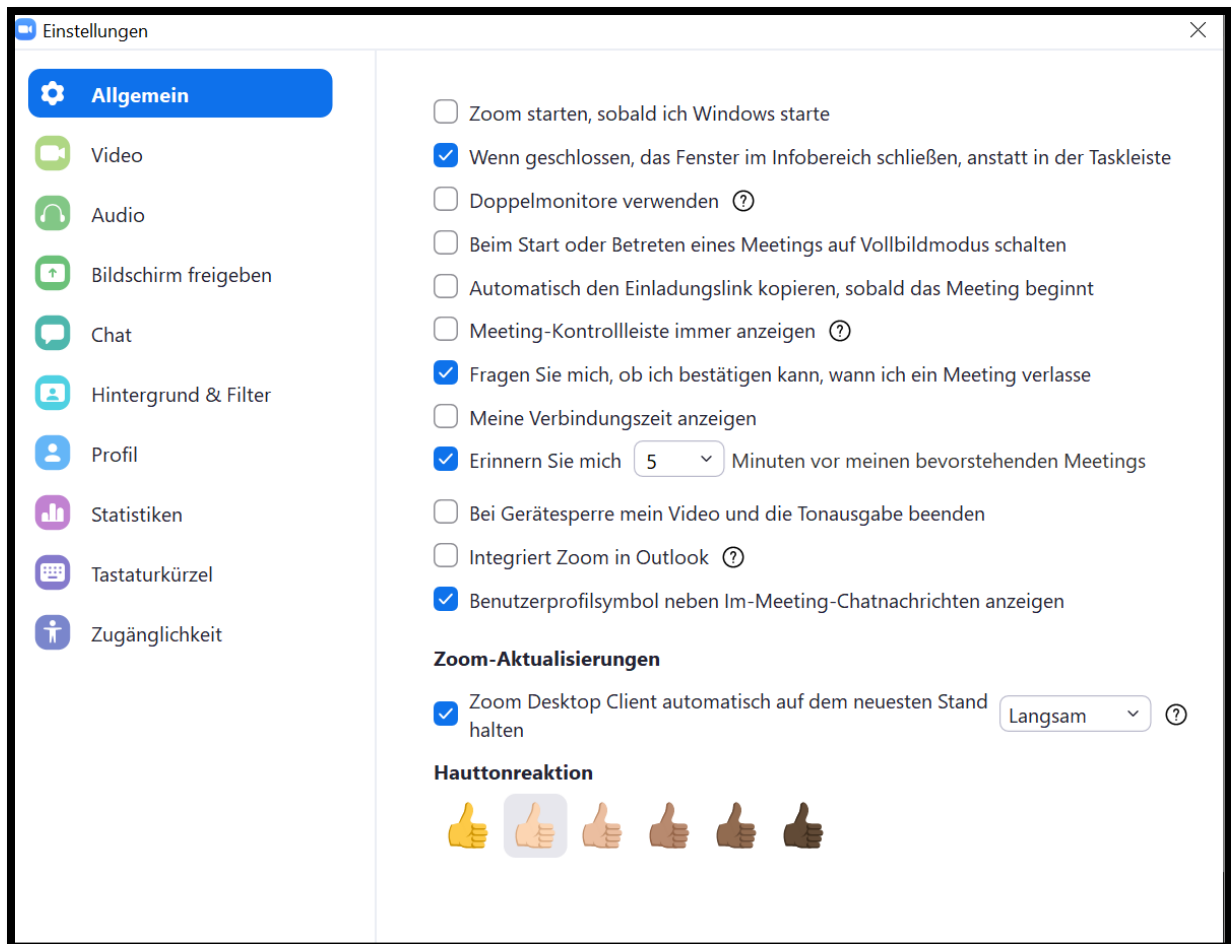 Einstellungen
Allgemein
Video
Audio
Bildschirm freigeben
Chat
Hintergrund & Filter
Profil
Statistiken
Tastaturkürzel
Zugänglichkeit
Zoom starten, sobald ich Windows starte
Wenn geschlossen, das Fenster im Infobereich schließen, anstatt in der Taskleiste
Doppelmonitore verwenden ?
Beim Start oder Betreten eines Meetings auf Vollbildmodus schalten
Automatisch den Einladungslink kopieren, sobald das Meeting beginnt
Meeting-Kontrollleiste immer anzeigen ?
Fragen Sie mich, ob ich bestätigen kann, wann ich ein Meeting verlasse
Meine Verbindungszeit anzeigen
Erinnern Sie mich 5 Minuten vor meinen bevorstehenden Meetings
Bei Gerätesperre mein Video und die Tonausgabe beenden
Integriert Zoom in Outlook ?
Benutzerprofilsymbol neben Im-Meeting-Chatnachrichten anzeigen
Zoom-Aktualisierungen
Zoom Desktop Client automatisch auf dem neuesten Stand
halten
Langsam ?
Hauttonreaktion